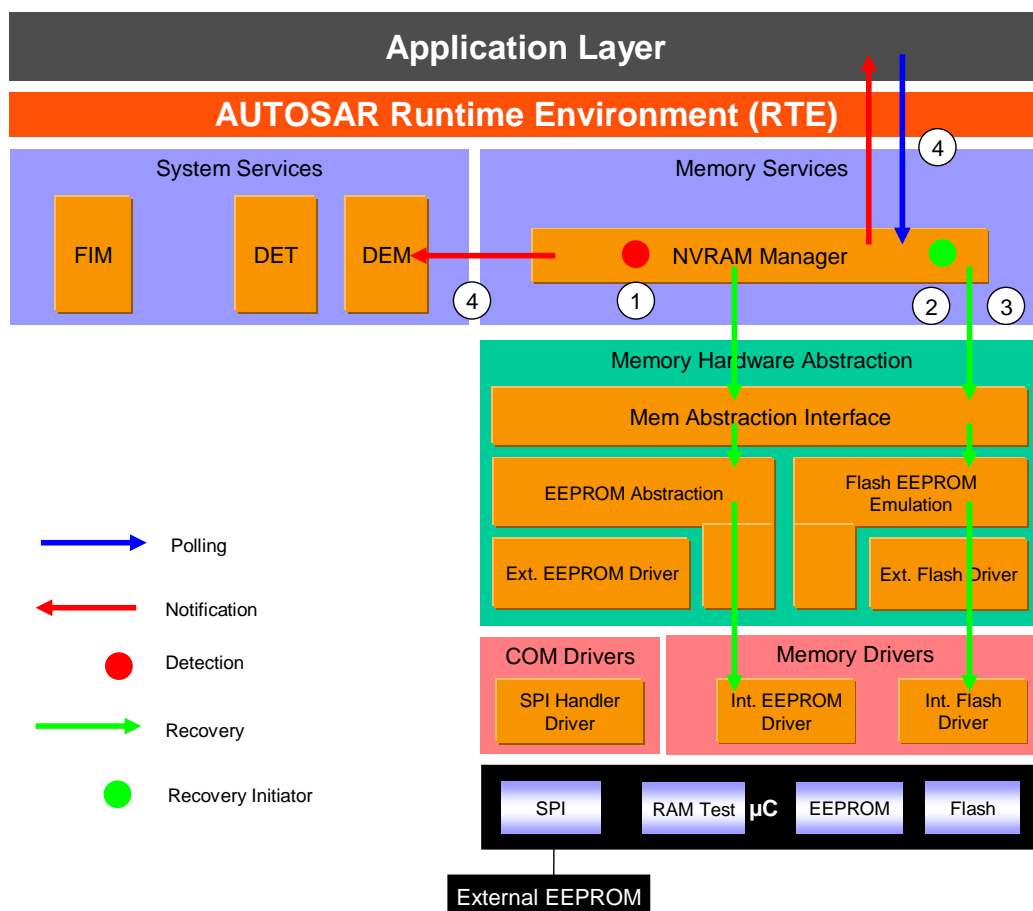 Application Layer
AUTOSAR Runtime Environment (RTE)
System Services
Memory Services
4
FIM
DET
DEM
NVRAM Manager
4
1
2
3
Memory Hardware Abstraction
Mem Abstraction Interface
EEPROM Abstraction
Flash EEPROM
Emulation
Ext. EEPROM Driver
Ext. Flash Driver
Polling
Notification
Detection
Recovery
Recovery Initiator
COM Drivers
Memory Drivers
SPI Handler
Driver
Int. EEPROM
Driver
Int. Flash
Driver
SPI
RAM Test
µC
EEPROM
Flash
External EEPROM